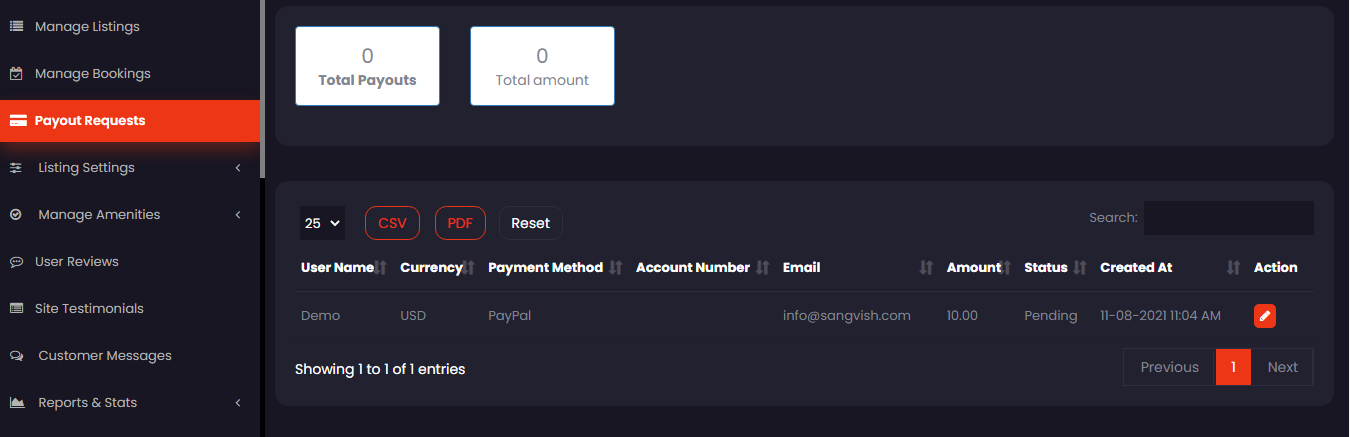 Manage Listings
Manage Bookings
Payout Requests
Listing Settings
Manage Amenities
User Reviews
Site Testimonials
Customer Messages
Reports & Stats
0
Total Payouts
0
Total amount
25 CSV PDF Reset Search:
User Name Currency Payment Method Account Number Email Amount Status Created At Action
Demo USD PayPal info@sangvish.com 10.00 Pending 11-08-2021 11:04 AM
Showing 1 to 1 of 1 entries
Previous 1 Next